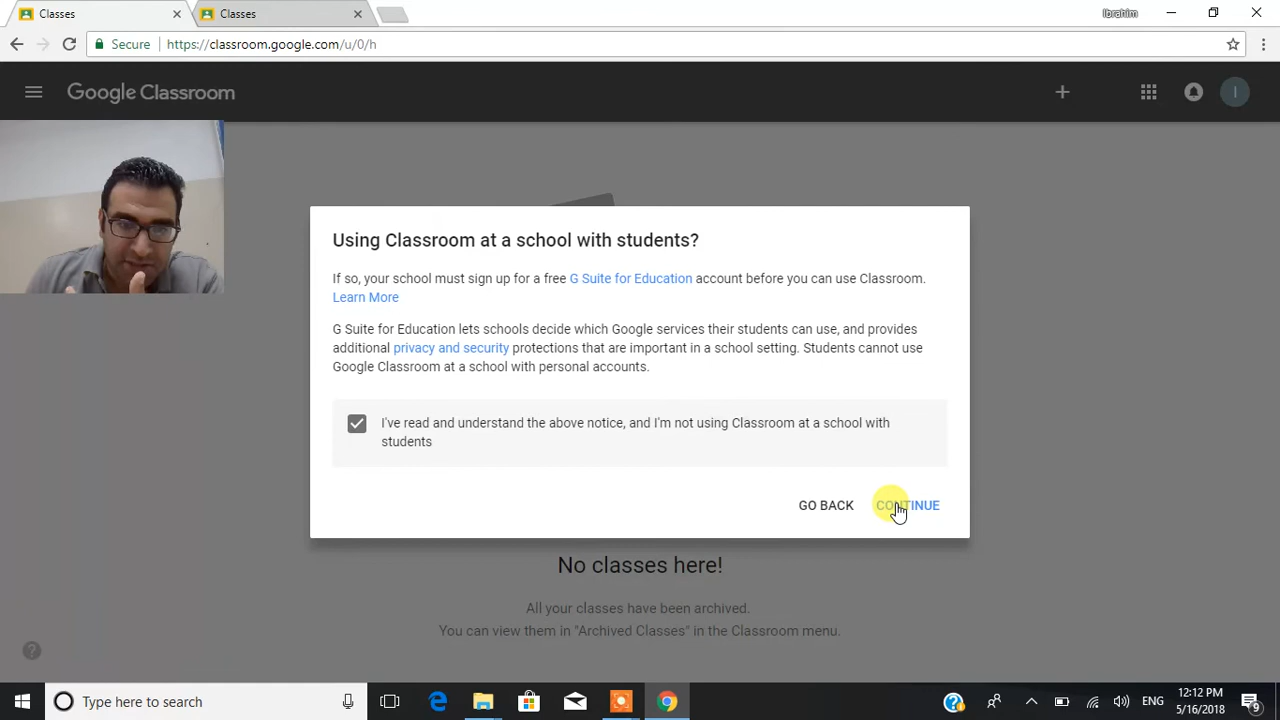 Classes
Classes
Ibrahim
Secure
https://classroom.google.com/u/0/h
Google Classroom
I
Using Classroom at a school with students?
If so, your school must sign up for a free G Suite for Education account before you can use Classroom.
Learn More
G Suite for Education lets schools decide which Google services their students can use, and provides
additional privacy and security protections that are important in a school setting. Students cannot use
Google Classroom at a school with personal accounts.
I've read and understand the above notice, and I'm not using Classroom at a school with
students
GO BACK
CONTINUE
No classes here!
All your classes have been archived.
You can view them in "Archived Classes" in the Classroom menu.
Type here to search
ENG
12:12 PM
5/16/2018
9